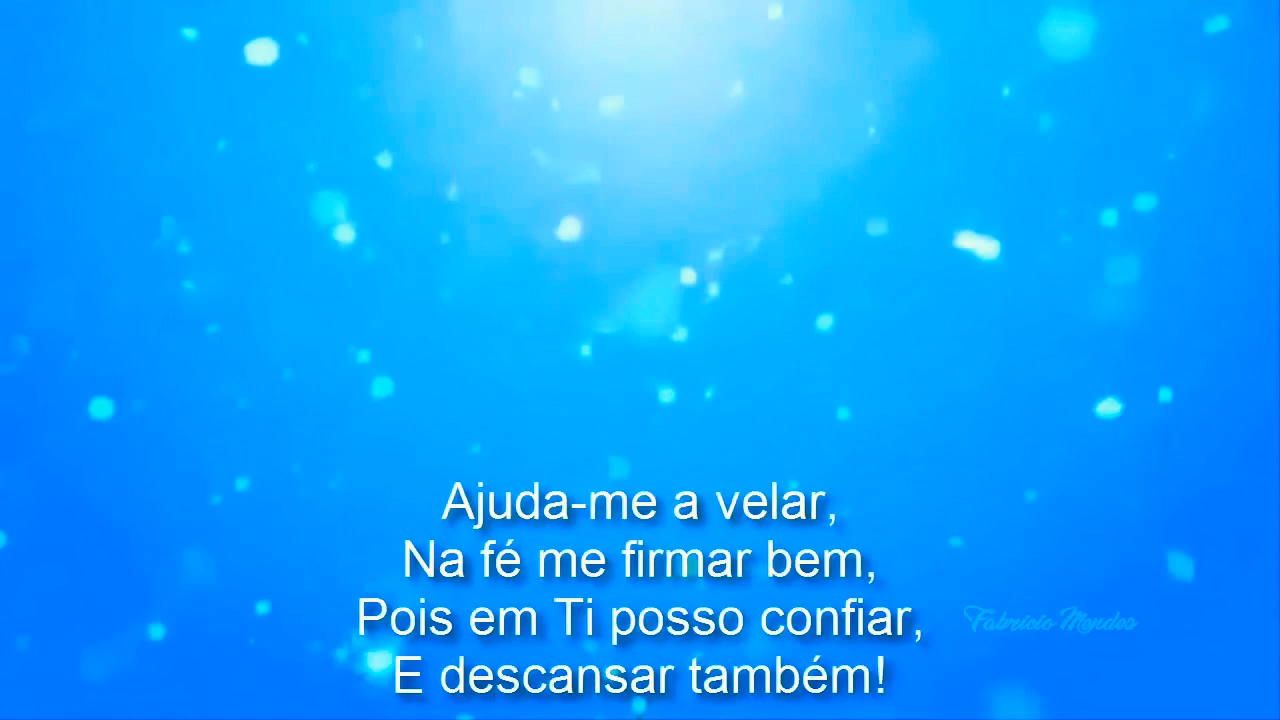 Ajuda-me a velar,
Na fé me firmar bem,
Pois em Ti posso confiar,
E descansar também!
Fabricio Mendes